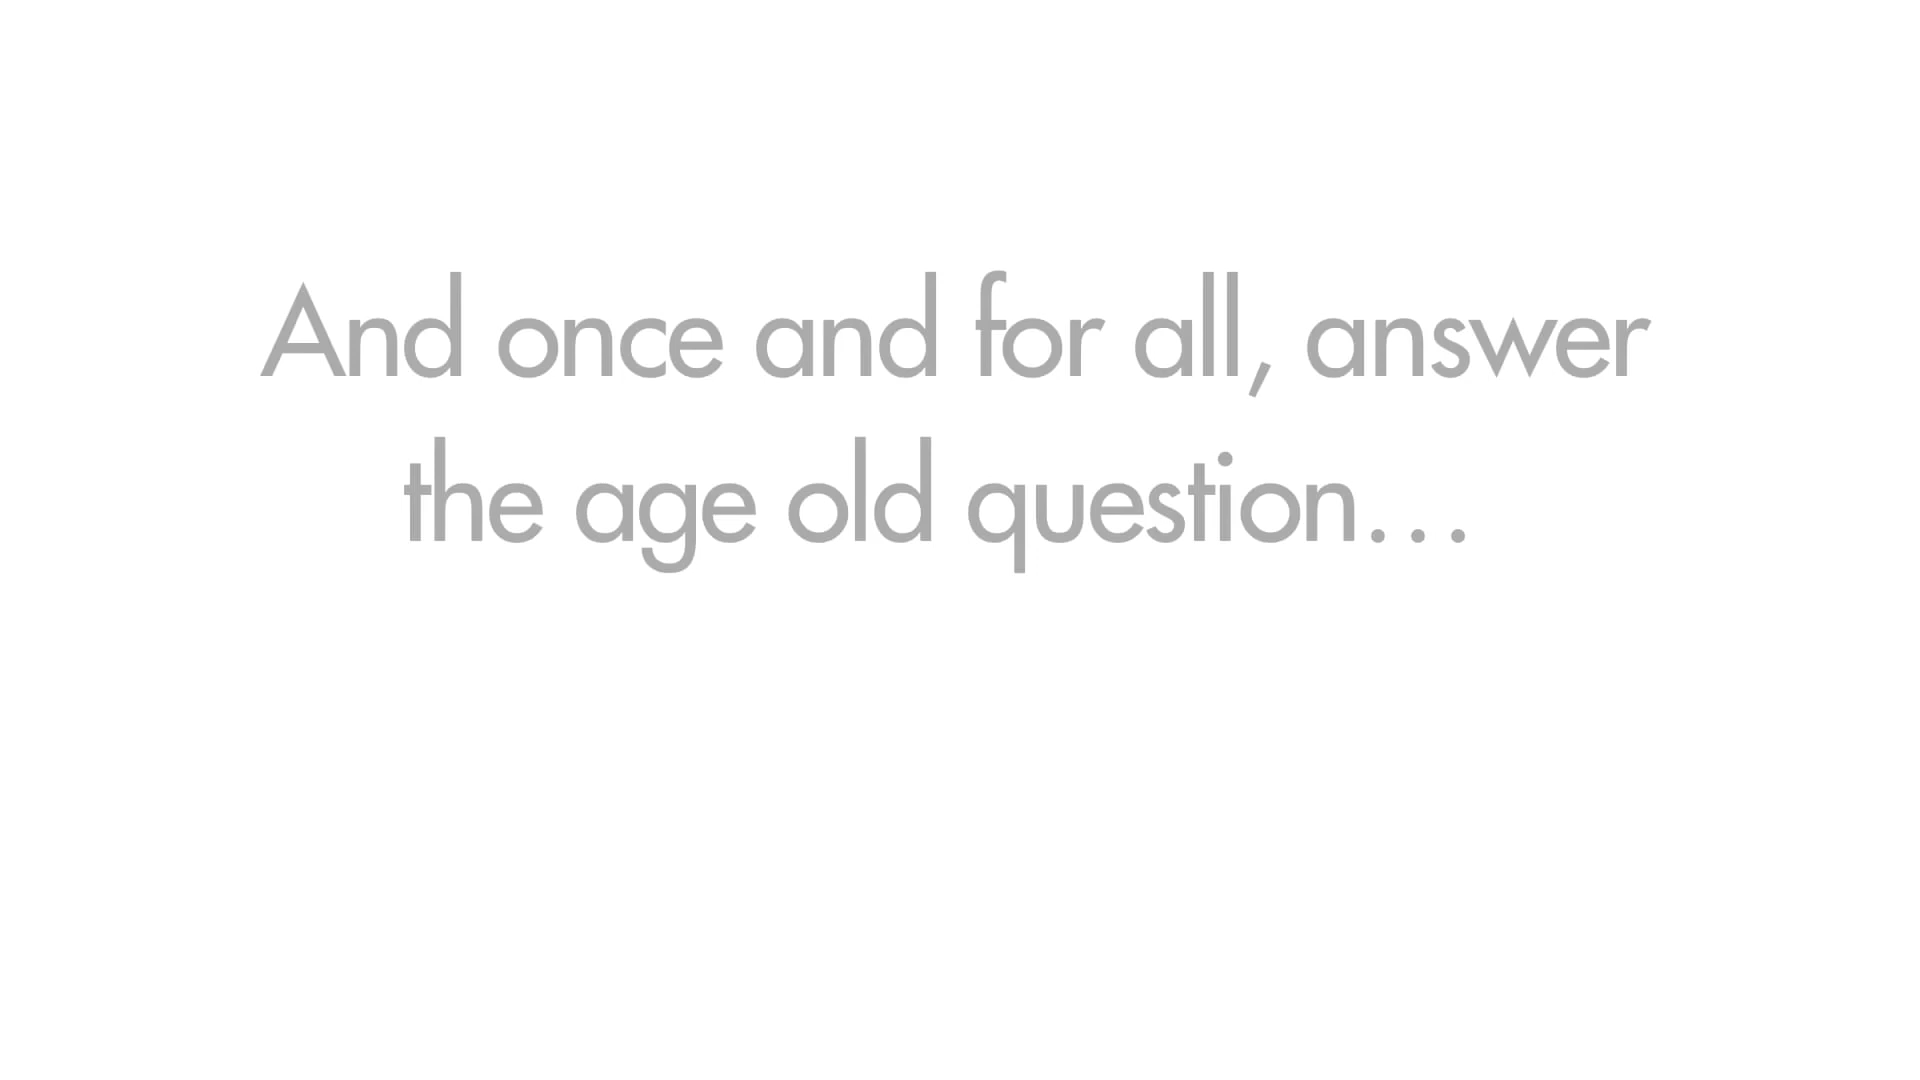 And once and for all, answer
the age old question…